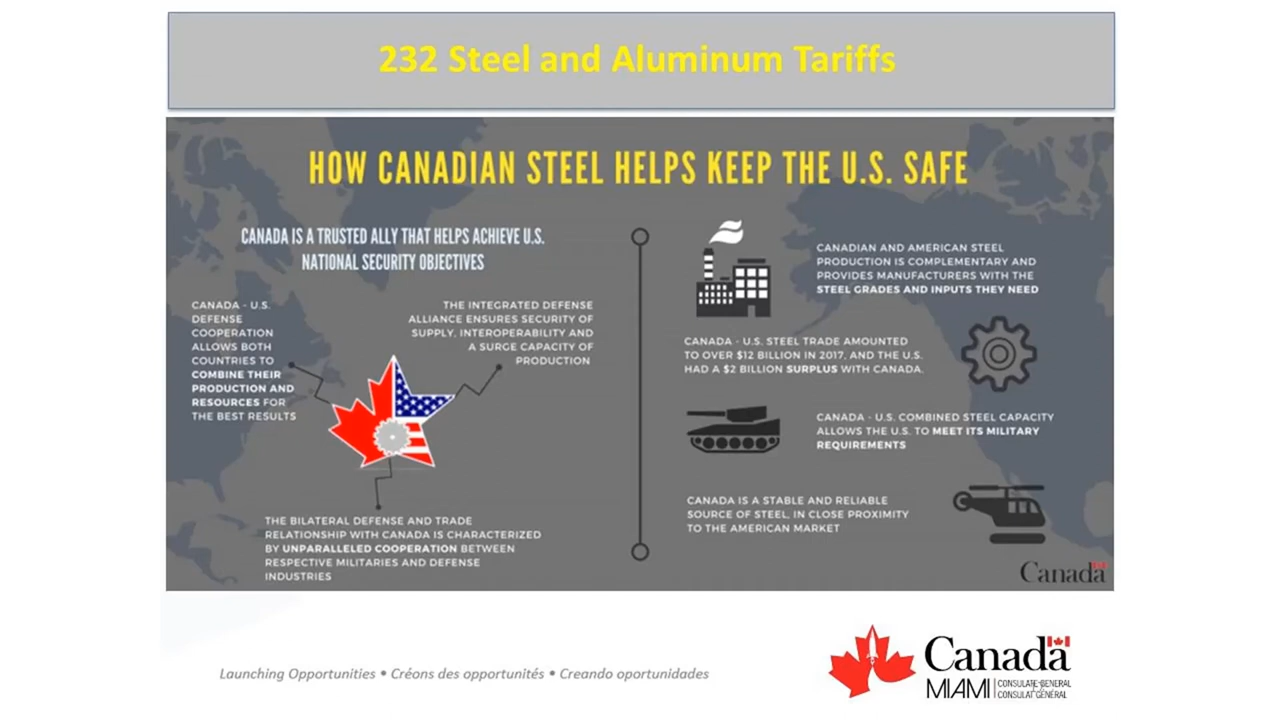 232 Steel and Aluminum Tariffs
HOW CANADIAN STEEL HELPS KEEP THE U.S. SAFE
CANADA IS A TRUSTED ALLY THAT HELPS ACHIEVE U.S.
NATIONAL SECURITY OBJECTIVES
CANADA - U.S.
DEFENSE
COOPERATION
ALLOWS BOTH
COUNTRIES TO
COMBINE THEIR
PRODUCTION AND
RESOURCES FOR
THE BEST RESULTS
THE INTEGRATED DEFENSE
ALLIANCE ENSURES SECURITY OF
SUPPLY, INTEROPERABILITY AND
A SURGE CAPACITY OF
PRODUCTION
THE BILATERAL DEFENSE AND TRADE
RELATIONSHIP WITH CANADA IS CHARACTERIZED
BY UNPARALLELED COOPERATION BETWEEN
RESPECTIVE MILITARIES AND DEFENSE
INDUSTRIES
CANADIAN AND AMERICAN STEEL
PRODUCTION IS COMPLEMENTARY AND
PROVIDES MANUFACTURERS WITH THE
STEEL GRADES AND INPUTS THEY NEED
CANADA - U.S. STEEL TRADE AMOUNTED
TO OVER $12 BILLION IN 2017, AND THE U.S.
HAD A $2 BILLION SURPLUS WITH CANADA.
CANADA - U.S. COMBINED STEEL CAPACITY
ALLOWS THE U.S. TO MEET ITS MILITARY
REQUIREMENTS
CANADA IS A STABLE AND RELIABLE
SOURCE OF STEEL, IN CLOSE PROXIMITY
TO THE AMERICAN MARKET
Canada
Launching Opportunities • Créons des opportunités • Creando oportunidades
Canada
MIAMI
CONSULATE GENERAL
CONSULAT GÉNÉRAL